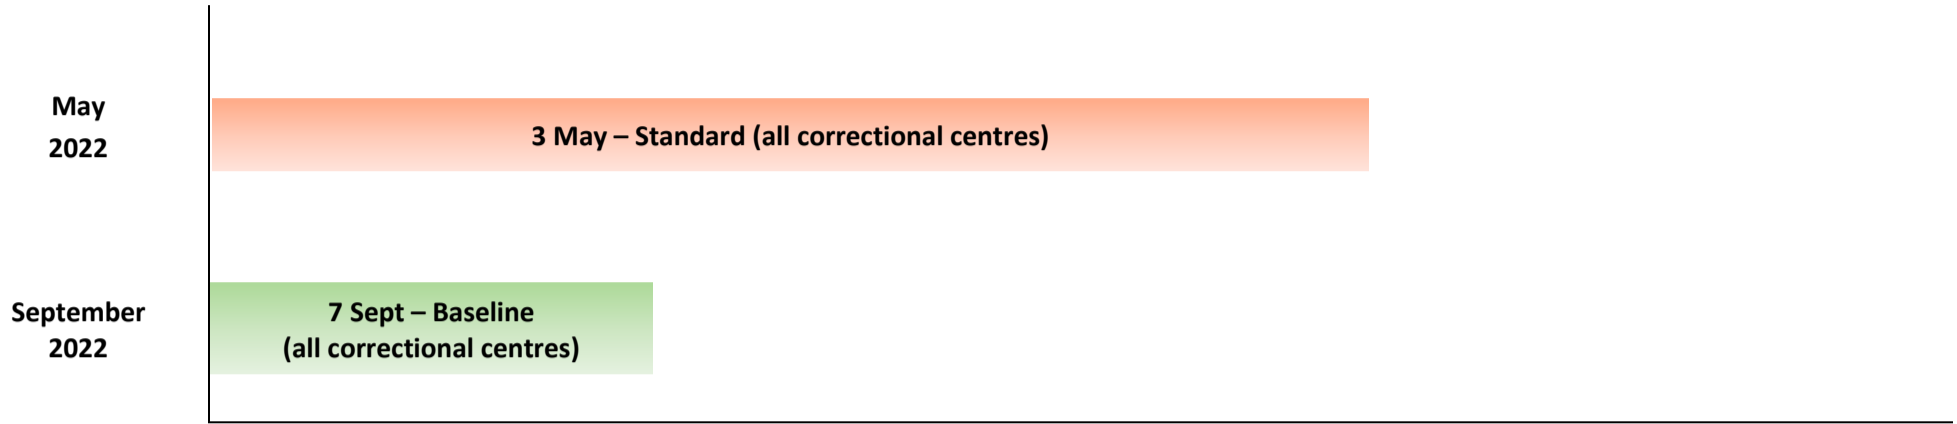 May
2022
3 May – Standard (all correctional centres)
September
2022
7 Sept – Baseline
(all correctional centres)